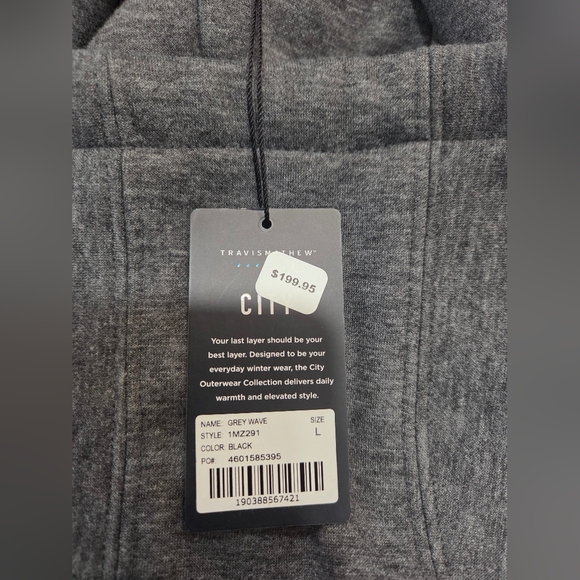 TRAVISMATHEW™
$199.95
CITY
Your last layer should be your
best layer. Designed to be your
everyday winter wear, the City
Outerwear Collection delivers daily
warmth and elevated style.
NAME: GREY WAVE SIZE
STYLE: 1MZ291 L
COLOR: BLACK
PO# 4601585395
190388567421